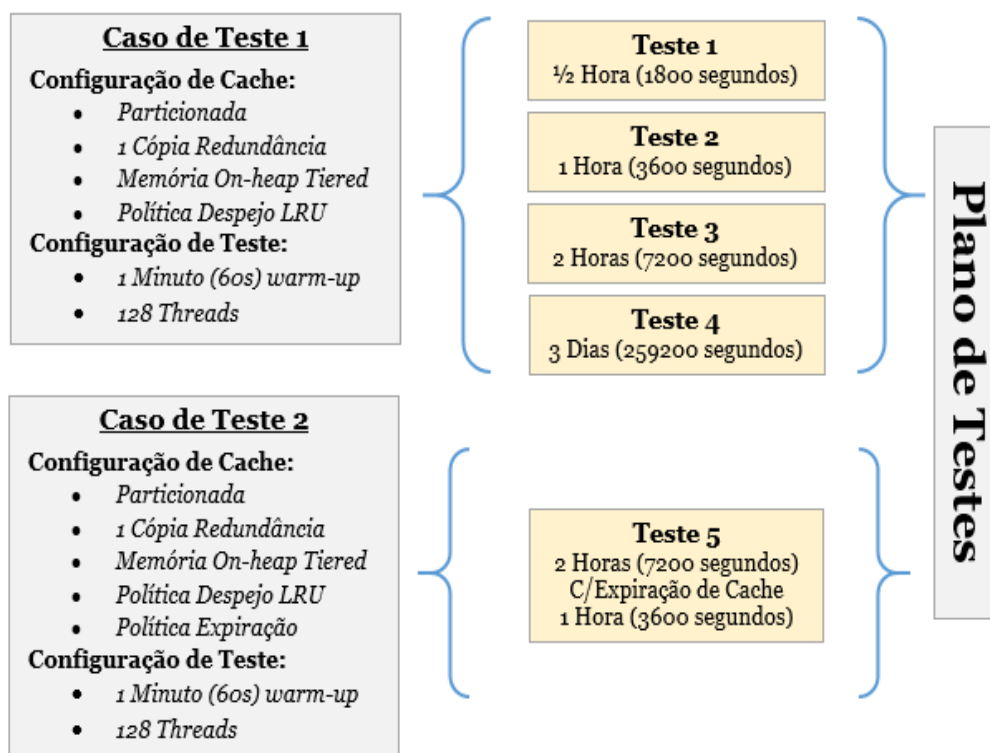 Caso de Teste 1
Configuração de Cache:
• Particionada
• 1 Cópia Redundância
• Memória On-heap Tiered
• Política Despejo LRU
Configuração de Teste:
• 1 Minuto (60s) warm-up
• 128 Threads
Teste 1
½ Hora (1800 segundos)
Teste 2
1 Hora (3600 segundos)
Teste 3
2 Horas (7200 segundos)
Teste 4
3 Dias (259200 segundos)
Caso de Teste 2
Configuração de Cache:
• Particionada
• 1 Cópia Redundância
• Memória On-heap Tiered
• Política Despejo LRU
• Política Expiração
Configuração de Teste:
• 1 Minuto (60s) warm-up
• 128 Threads
Teste 5
2 Horas (7200 segundos)
C/Expiração de Cache
1 Hora (3600 segundos)
Plano de Testes